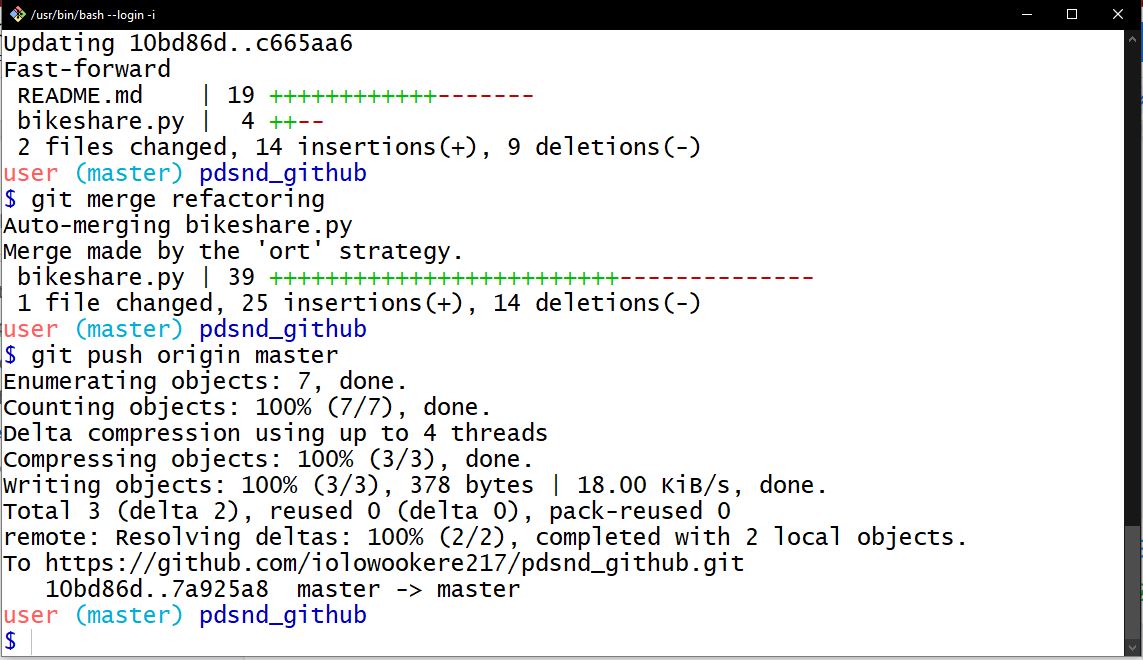 /usr/bin/bash --login -i
Updating 10bd86d..c665aa6
Fast-forward
 README.md    | 19 ++++++++++++-------
 bikeshare.py |  4 ++--
 2 files changed, 14 insertions(+), 9 deletions(-)
user (master) pdsnd_github
$ git merge refactoring
Auto-merging bikeshare.py
Merge made by the 'ort' strategy.
 bikeshare.py | 39 +++++++++++++++++++++++++--------------
 1 file changed, 25 insertions(+), 14 deletions(-)
user (master) pdsnd_github
$ git push origin master
Enumerating objects: 7, done.
Counting objects: 100% (7/7), done.
Delta compression using up to 4 threads
Compressing objects: 100% (3/3), done.
Writing objects: 100% (3/3), 378 bytes | 18.00 KiB/s, done.
Total 3 (delta 2), reused 0 (delta 0), pack-reused 0
remote: Resolving deltas: 100% (2/2), completed with 2 local objects.
To https://github.com/iolowookere217/pdsnd_github.git
   10bd86d..7a925a8  master -> master
user (master) pdsnd_github
$